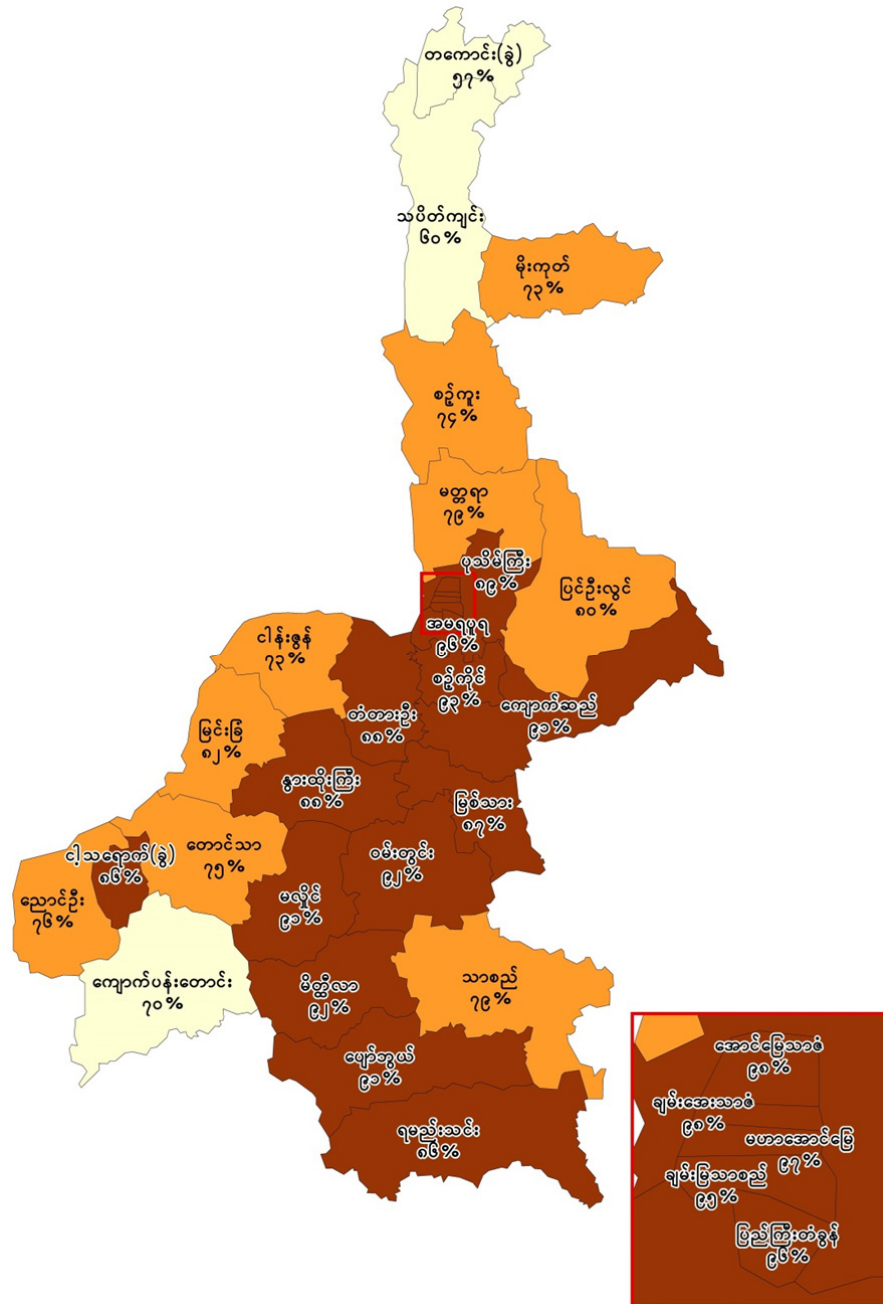 တကောင်း(ခွဲ)
၅၇%
သပိတ်ကျင်း
၆၀%
မိုးကုတ်
၇၃%
စဉ့်ကူး
၇၄%
မတ္တရာ
၇၉%
ပုသိမ်ကြီး
၈၉%
ပြင်ဦးလွင်
၈၀%
အမရပူရ
၉၆%
ငါန်းဇွန်
၇၃%
စဉ့်ကိုင်
၉၃%
ကျောက်ဆည်
၉၁%
တံတားဦး
၈၈%
မြင်းခြံ
၈၂%
နွားထိုးကြီး
၈၈%
မြစ်သား
၈၇%
တောင်သာ
၇၅%
ငါ့သရောက်(ခွဲ)
၈၆%
ဝမ်းတွင်း
၉၂%
ညောင်ဦး
၇၆%
မလှိုင်
၉၁%
ကျောက်ပန်းတောင်း
၇၀%
မိတ္ထီလာ
၉၂%
သာစည်
၇၉%
ပျော်ဘွယ်
၉၁%
ရမည်းသင်း
၈၆%
အောင်မြေသာဇံ
၉၈%
ချမ်းအေးသာဇံ
၉၈%
မဟာအောင်မြေ
၉၇%
ချမ်းမြသာစည်
၉၅%
ပြည်ကြီးတံခွန်
၉၆%